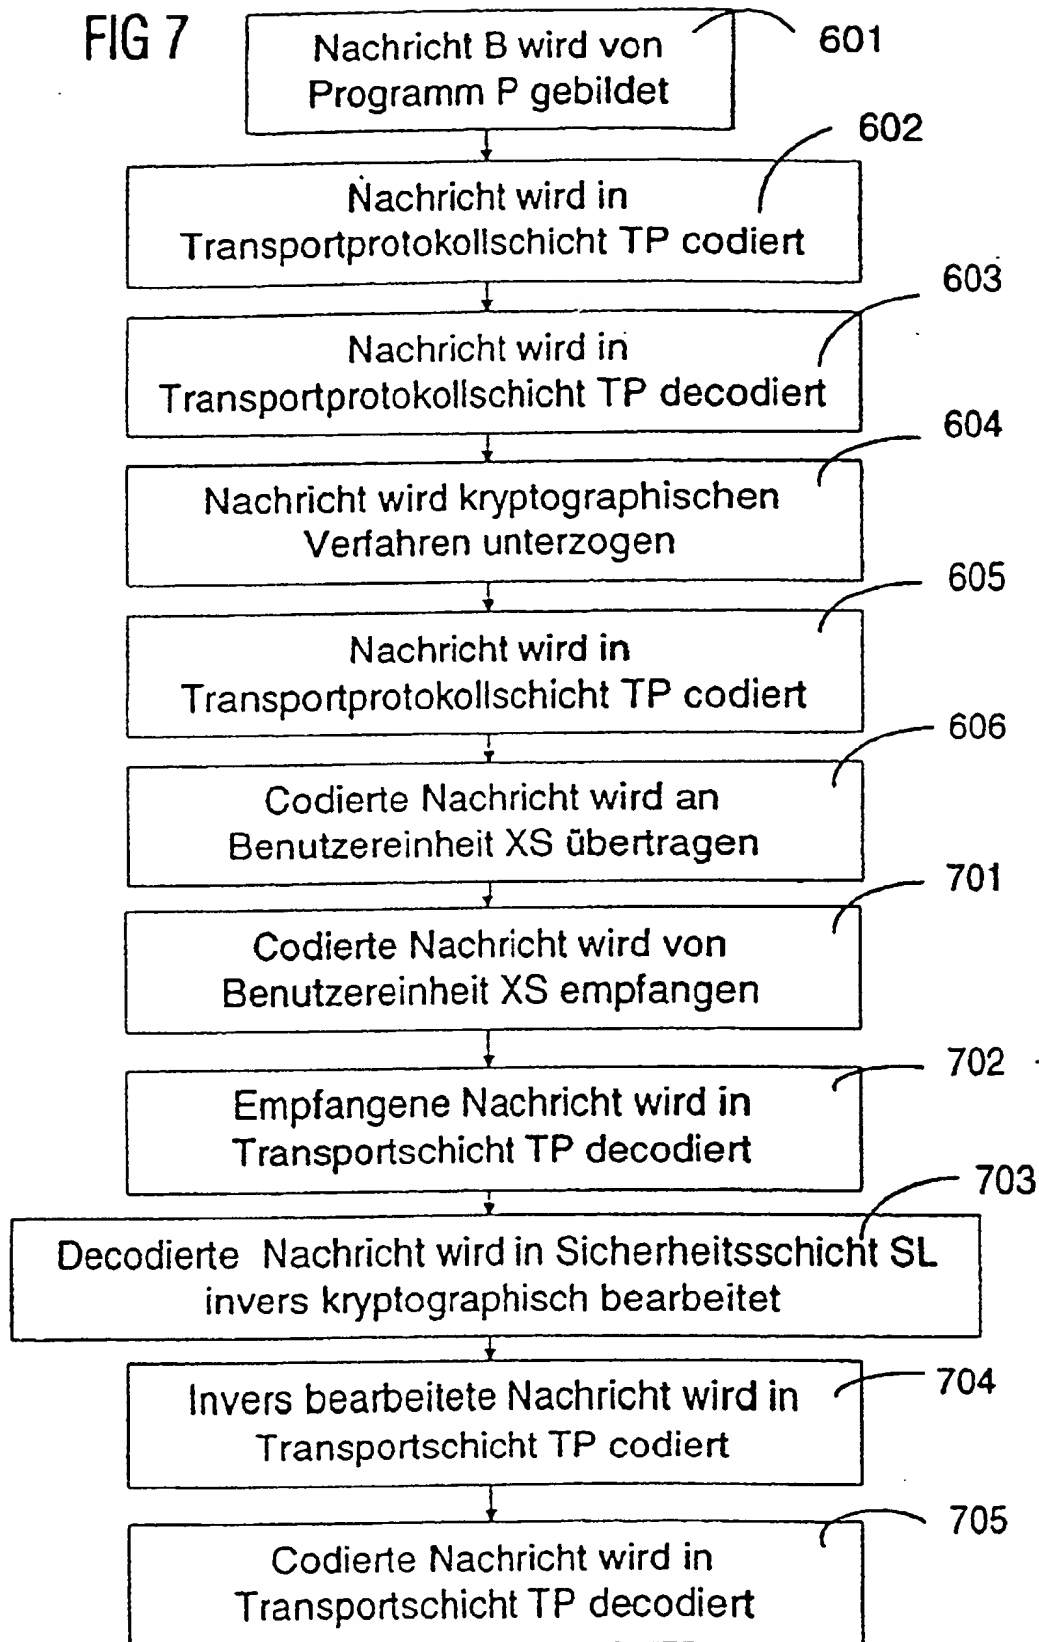 FIG 7
Nachricht B wird von
Programm P gebildet
601
602
Nachricht wird in
Transportprotokollschicht TP codiert
603
Nachricht wird in
Transportprotokollschicht TP decodiert
604
Nachricht wird kryptographischen
Verfahren unterzogen
605
Nachricht wird in
Transportprotokollschicht TP codiert
606
Codierte Nachricht wird an
Benutzereinheit XS übertragen
701
Codierte Nachricht wird von
Benutzereinheit XS empfangen
702
Empfangene Nachricht wird in
Transportschicht TP decodiert
703
Decodierte Nachricht wird in Sicherheitsschicht SL
invers kryptographisch bearbeitet
704
Invers bearbeitete Nachricht wird in
Transportschicht TP codiert
705
Codierte Nachricht wird in
Transportschicht TP decodiert